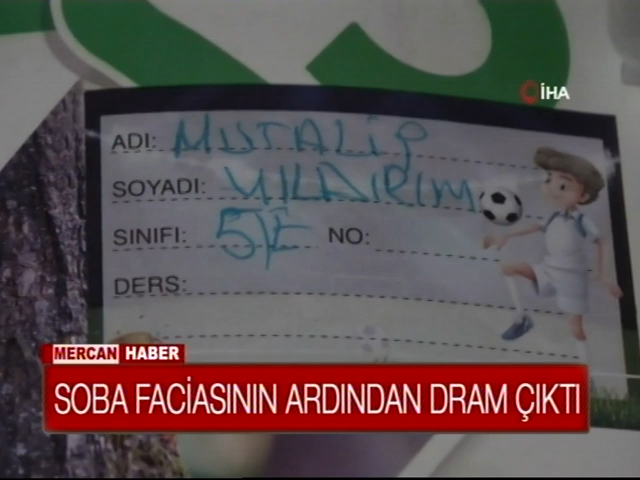 İHA
ADI: MUTALİP
SOYADI: YILDIRIM
SINIFI: 5/E NO:
DERS:
MERCAN HABER
SOBA FACİASININ ARDINDAN DRAM ÇIKTI